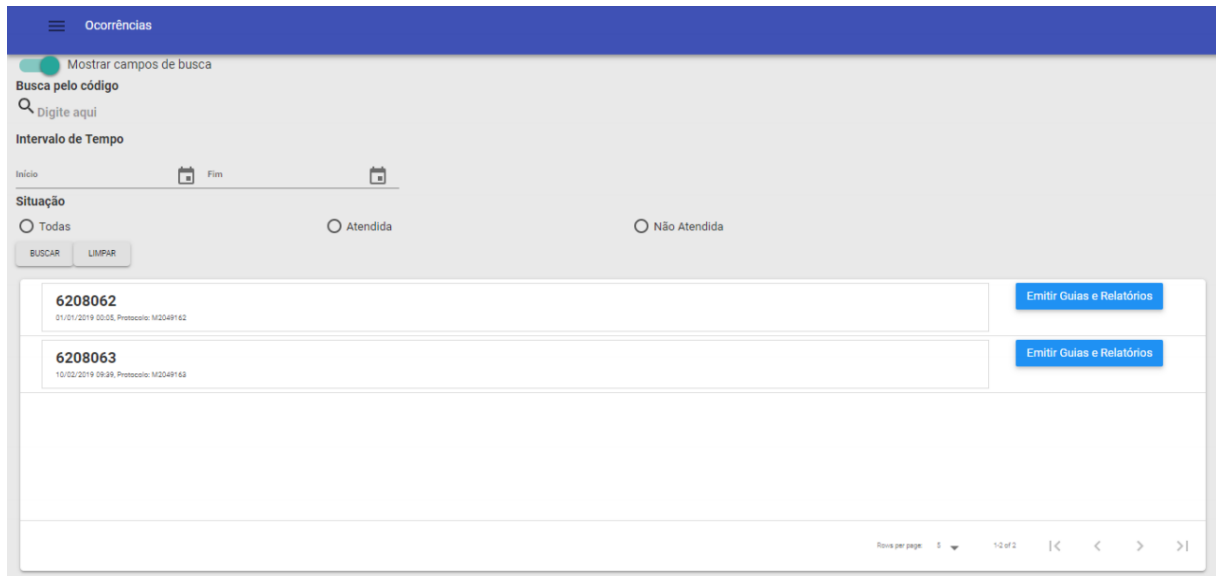 Ocorrências
Mostrar campos de busca
Busca pelo código
Digite aqui
Intervalo de Tempo
Início Fim
Situação
Todas Atendida Não Atendida
BUSCAR LIMPAR
6208062 Emitir Guias e Relatórios
01/01/2019 00:05, Protocolo: M2049162
6208063 Emitir Guias e Relatórios
10/02/2019 09:39, Protocolo: M2049163
Rows per page: 5 1-2 of 2